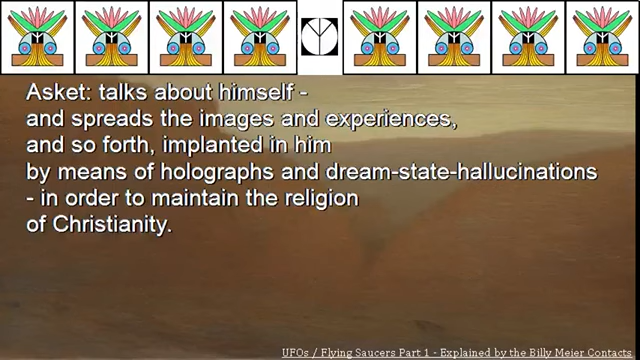 Asket: talks about himself -
and spreads the images and experiences,
and so forth, implanted in him
by means of holographs and dream-state-hallucinations
- in order to maintain the religion
of Christianity.
UFOs / Flying Saucers Part 1 - Explained by the Billy Meier Contacts